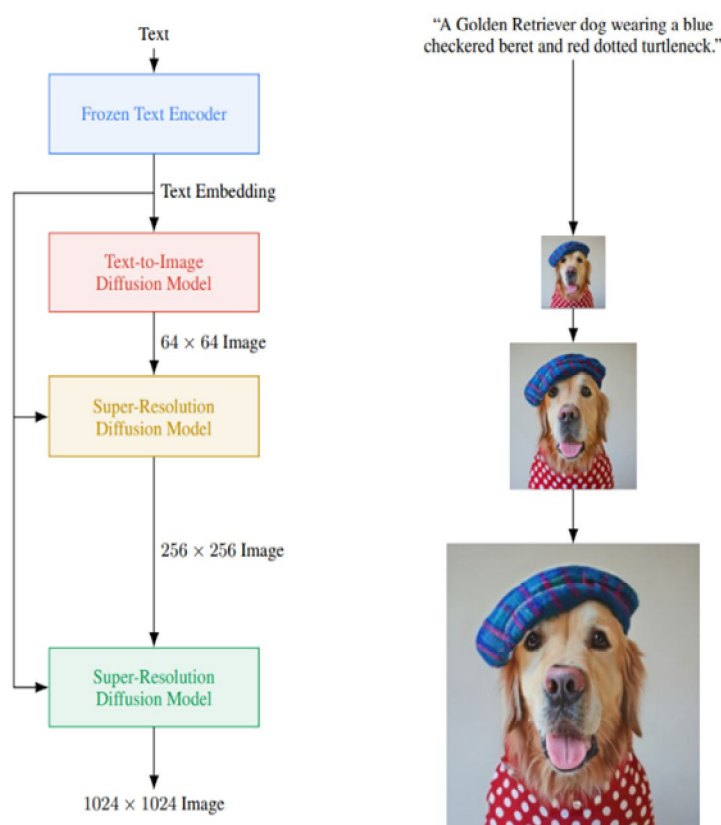 Text
Frozen Text Encoder
Text Embedding
Text-to-Image
Diffusion Model
64 × 64 Image
Super-Resolution
Diffusion Model
256 × 256 Image
Super-Resolution
Diffusion Model
1024 × 1024 Image
“A Golden Retriever dog wearing a blue
checkered beret and red dotted turtleneck.”